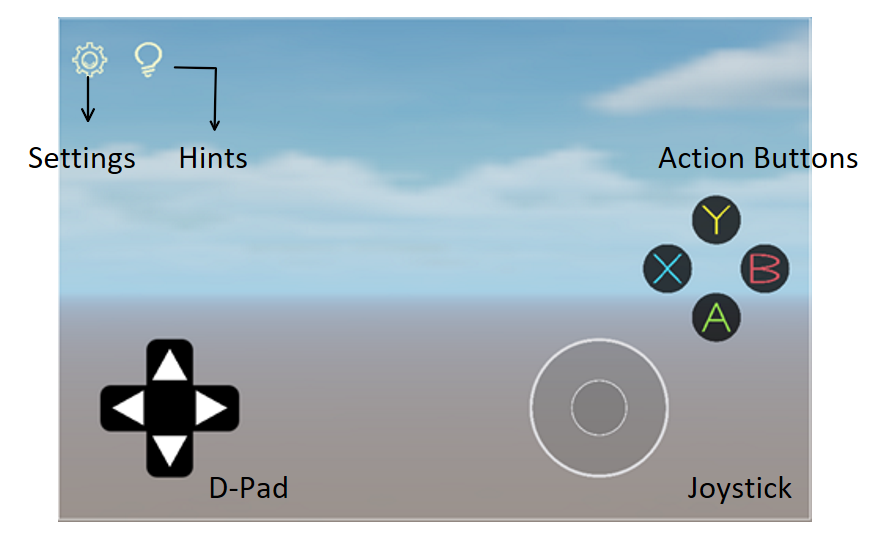 Settings
Hints
Action Buttons
Y
X
B
A
D-Pad
Joystick